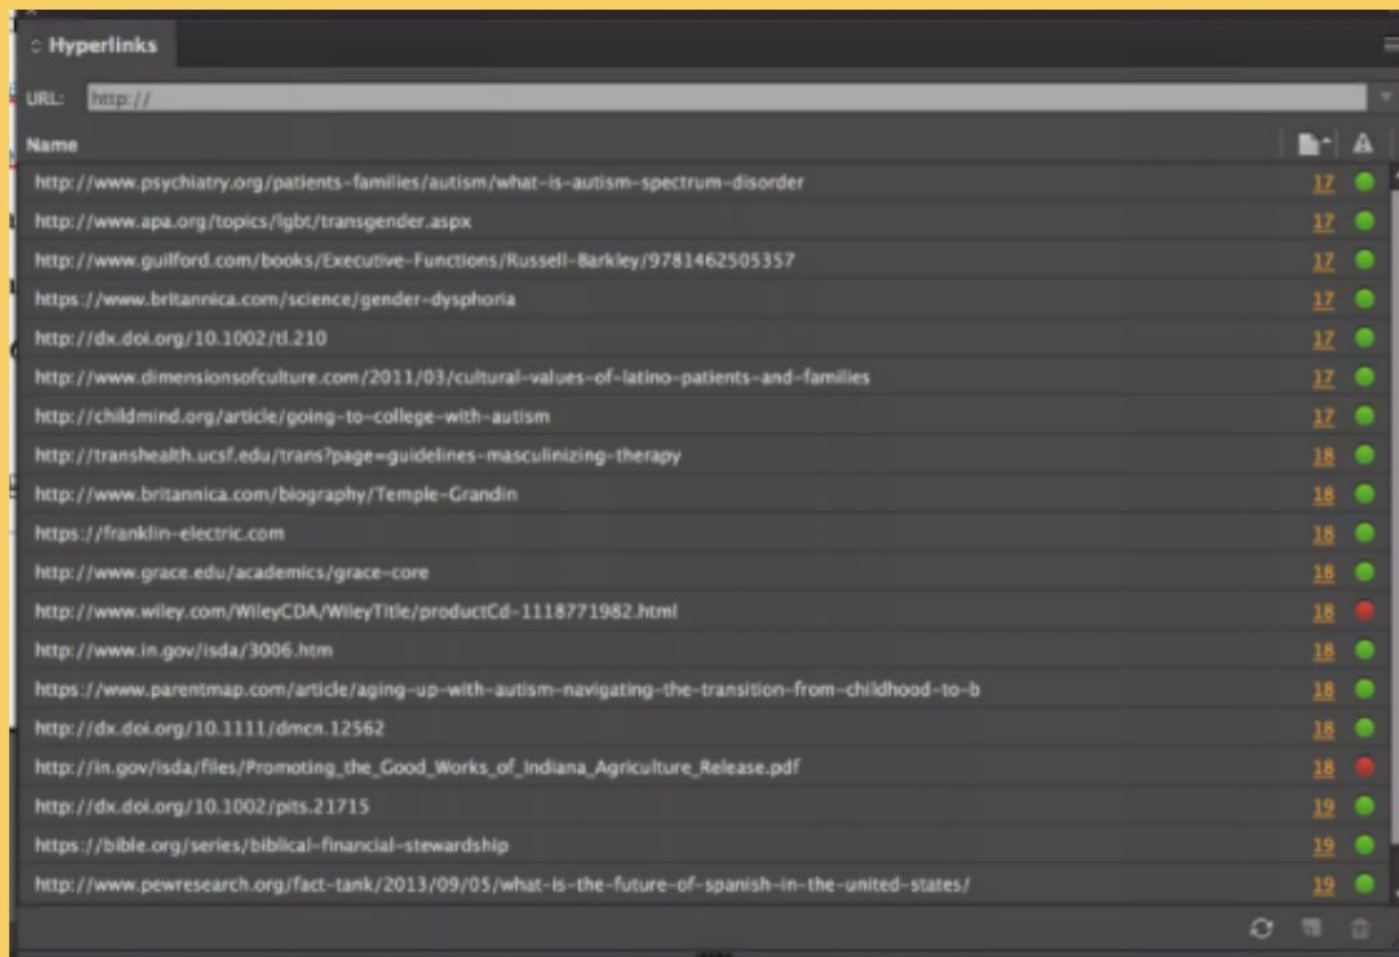 Hyperlinks
URL: http://
Name
http://www.psychiatry.org/patients-families/autism/what-is-autism-spectrum-disorder 17
http://www.apa.org/topics/lgbt/transgender.aspx 17
http://www.guilford.com/books/Executive-Functions/Russell-Barkley/9781462505357 17
https://www.britannica.com/science/gender-dysphoria 17
http://dx.doi.org/10.1002/tl.210 17
http://www.dimensionsofculture.com/2011/03/cultural-values-of-latino-patients-and-families 17
http://childmind.org/article/going-to-college-with-autism 17
http://transhealth.ucsf.edu/trans?page=guidelines-masculinizing-therapy 18
http://www.britannica.com/biography/Temple-Grandin 18
https://franklin-electric.com 18
http://www.grace.edu/academics/grace-core 18
http://www.wiley.com/WileyCDA/WileyTitle/productCd-1118771982.html 18
http://www.in.gov/isda/3006.htm 18
https://www.parentmap.com/article/aging-up-with-autism-navigating-the-transition-from-childhood-to-b 18
http://dx.doi.org/10.1111/dmcn.12562 18
http://in.gov/isda/files/Promoting_the_Good_Works_of_Indiana_Agriculture_Release.pdf 18
http://dx.doi.org/10.1002/pits.21715 19
https://bible.org/series/biblical-financial-stewardship 19
http://www.pewresearch.org/fact-tank/2013/09/05/what-is-the-future-of-spanish-in-the-united-states/ 19